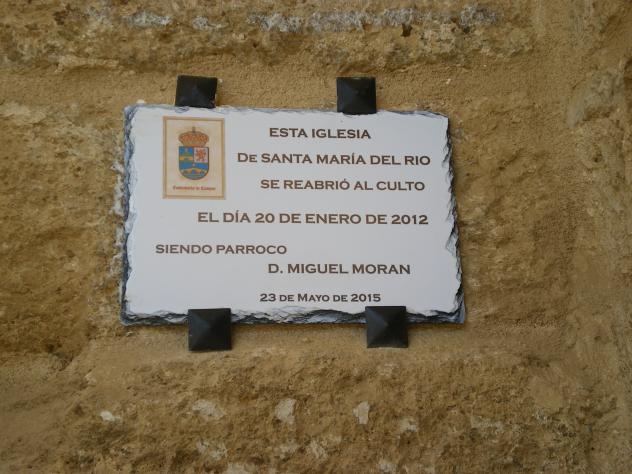 ESTA IGLESIA
DE SANTA MARÍA DEL RIO
SE REABRIÓ AL CULTO
EL DÍA 20 DE ENERO DE 2012
SIENDO PARROCO
D. MIGUEL MORAN
23 DE MAYO DE 2015